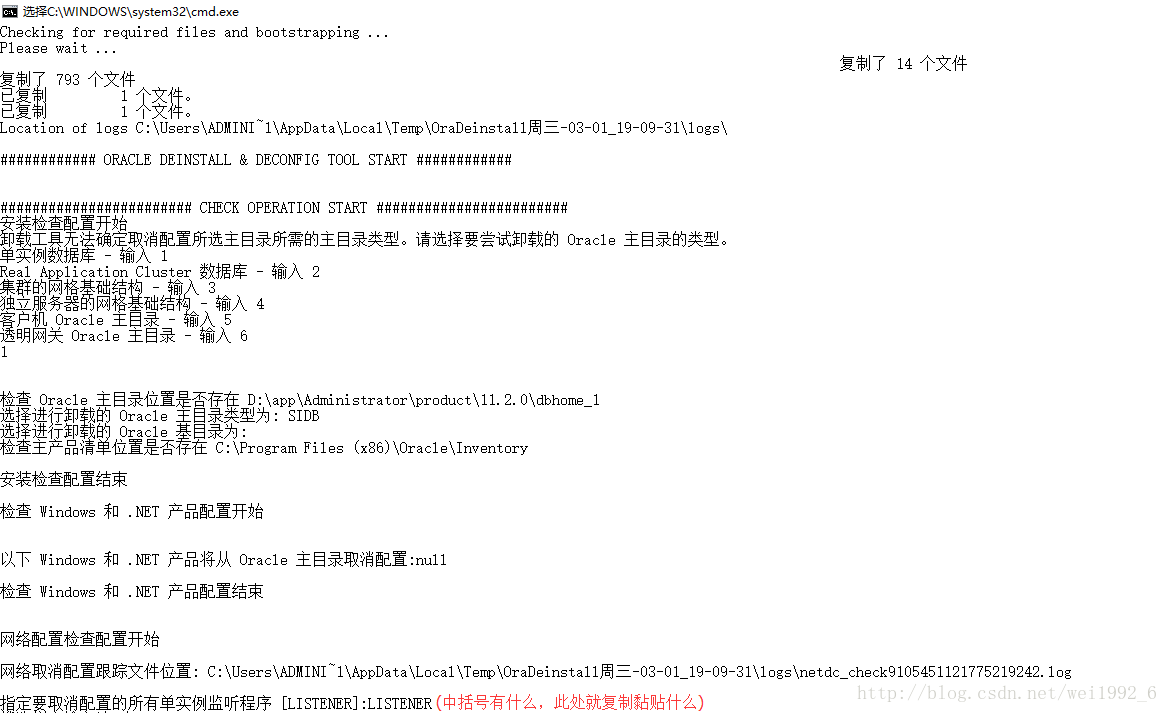 选择C:\WINDOWS\system32\cmd.exe
Checking for required files and bootstrapping ...
Please wait ...
复制了 14 个文件
复制了 793 个文件
已复制         1 个文件。
已复制         1 个文件。
Location of logs C:\Users\ADMINI~1\AppData\Local\Temp\OraDeinstall周三-03-01_19-09-31\logs\
############ ORACLE DEINSTALL & DECONFIG TOOL START ############
######################## CHECK OPERATION START ########################
安装检查配置开始
卸载工具无法确定取消配置所选主目录所需的主目录类型。请选择要尝试卸载的 Oracle 主目录的类型。
单实例数据库 - 输入 1
Real Application Cluster 数据库 - 输入 2
集群的网格基础结构 - 输入 3
独立服务器的网格基础结构 - 输入 4
客户机 Oracle 主目录 - 输入 5
透明网关 Oracle 主目录 - 输入 6
1
检查 Oracle 主目录位置是否存在 D:\app\Administrator\product\11.2.0\dbhome_1
选择进行卸载的 Oracle 主目录类型为: SIDB
选择进行卸载的 Oracle 基目录为:
检查主产品清单位置是否存在 C:\Program Files (x86)\Oracle\Inventory
安装检查配置结束
检查 Windows 和 .NET 产品配置开始
以下 Windows 和 .NET 产品将从 Oracle 主目录取消配置:null
检查 Windows 和 .NET 产品配置结束
网络配置检查配置开始
网络取消配置跟踪文件位置: C:\Users\ADMINI~1\AppData\Local\Temp\OraDeinstall周三-03-01_19-09-31\logs\netdc_check9105451121775219242.log
指定要取消配置的所有单实例监听程序 [LISTENER]:LISTENER(中括号有什么，此处就复制黏贴什么)
http://blog.csdn.net/wei1992_6